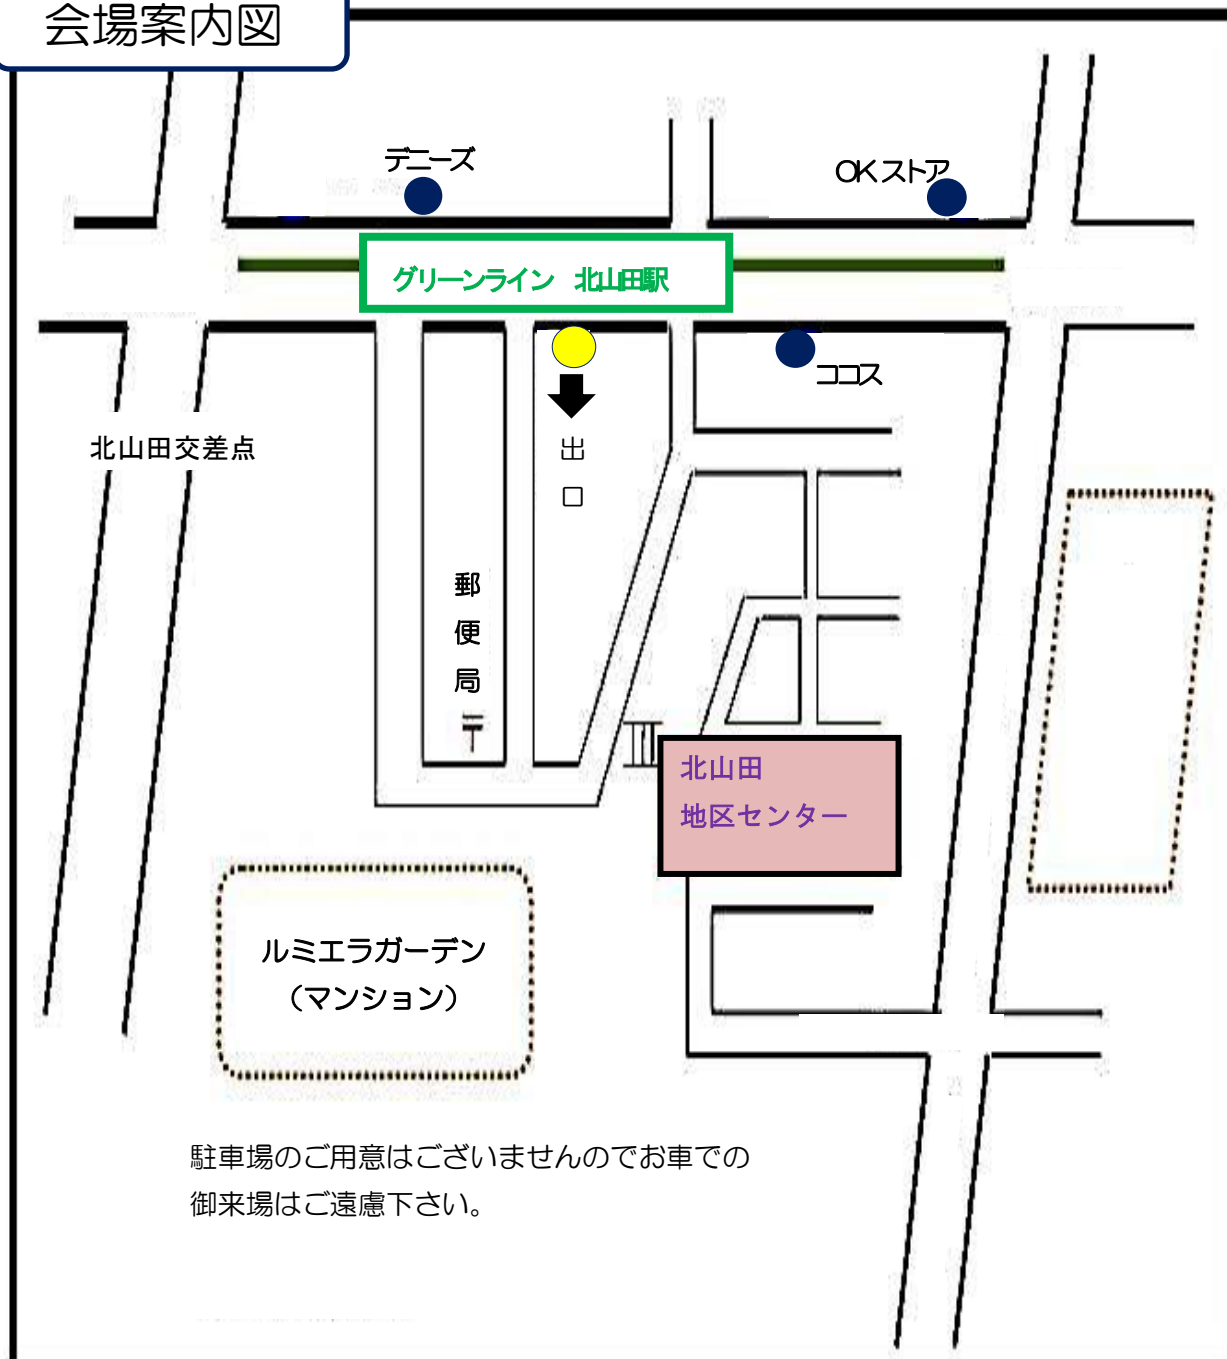 会場案内図
デニーズ
OKストア
グリーンライン　北山田駅
ココス
北山田交差点
出
口
郵
便
局
〒
北山田
地区センター
ルミエラガーデン
（マンション）
駐車場のご用意はございませんのでお車での
御来場はご遠慮下さい。